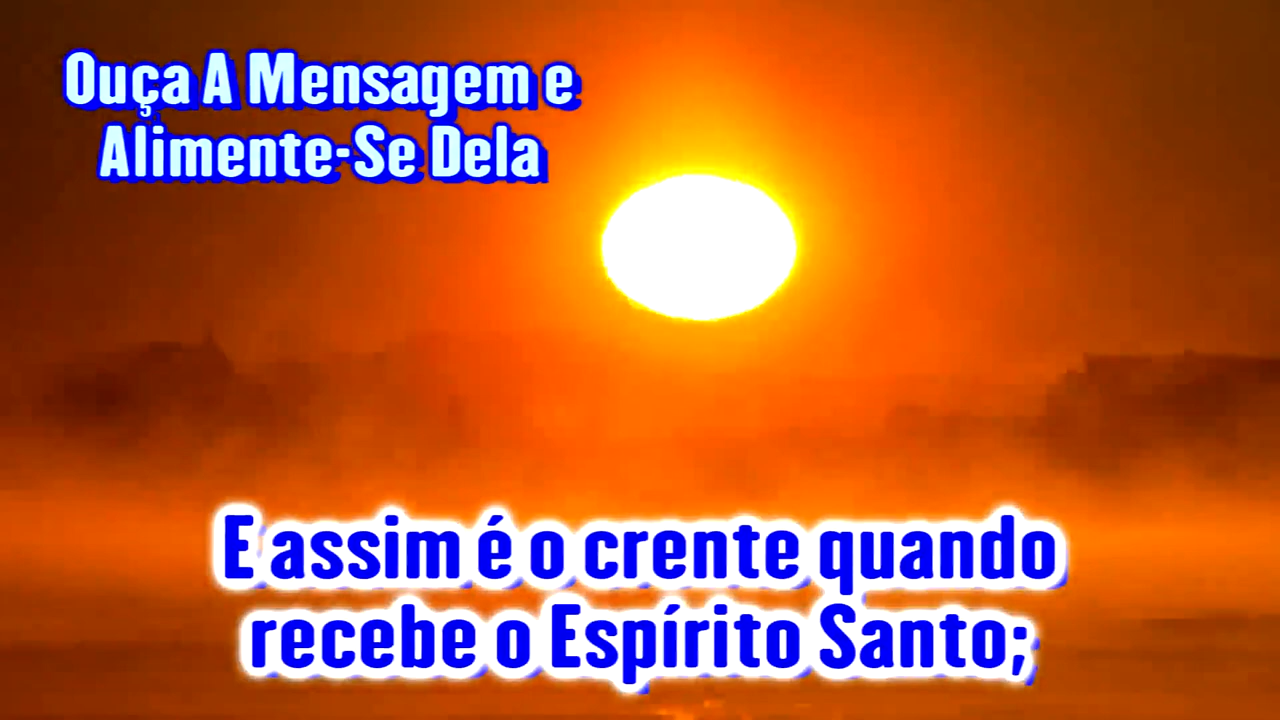 Ouça A Mensagem e
Alimente-Se Dela
E assim é o crente quando
recebe o Espírito Santo;